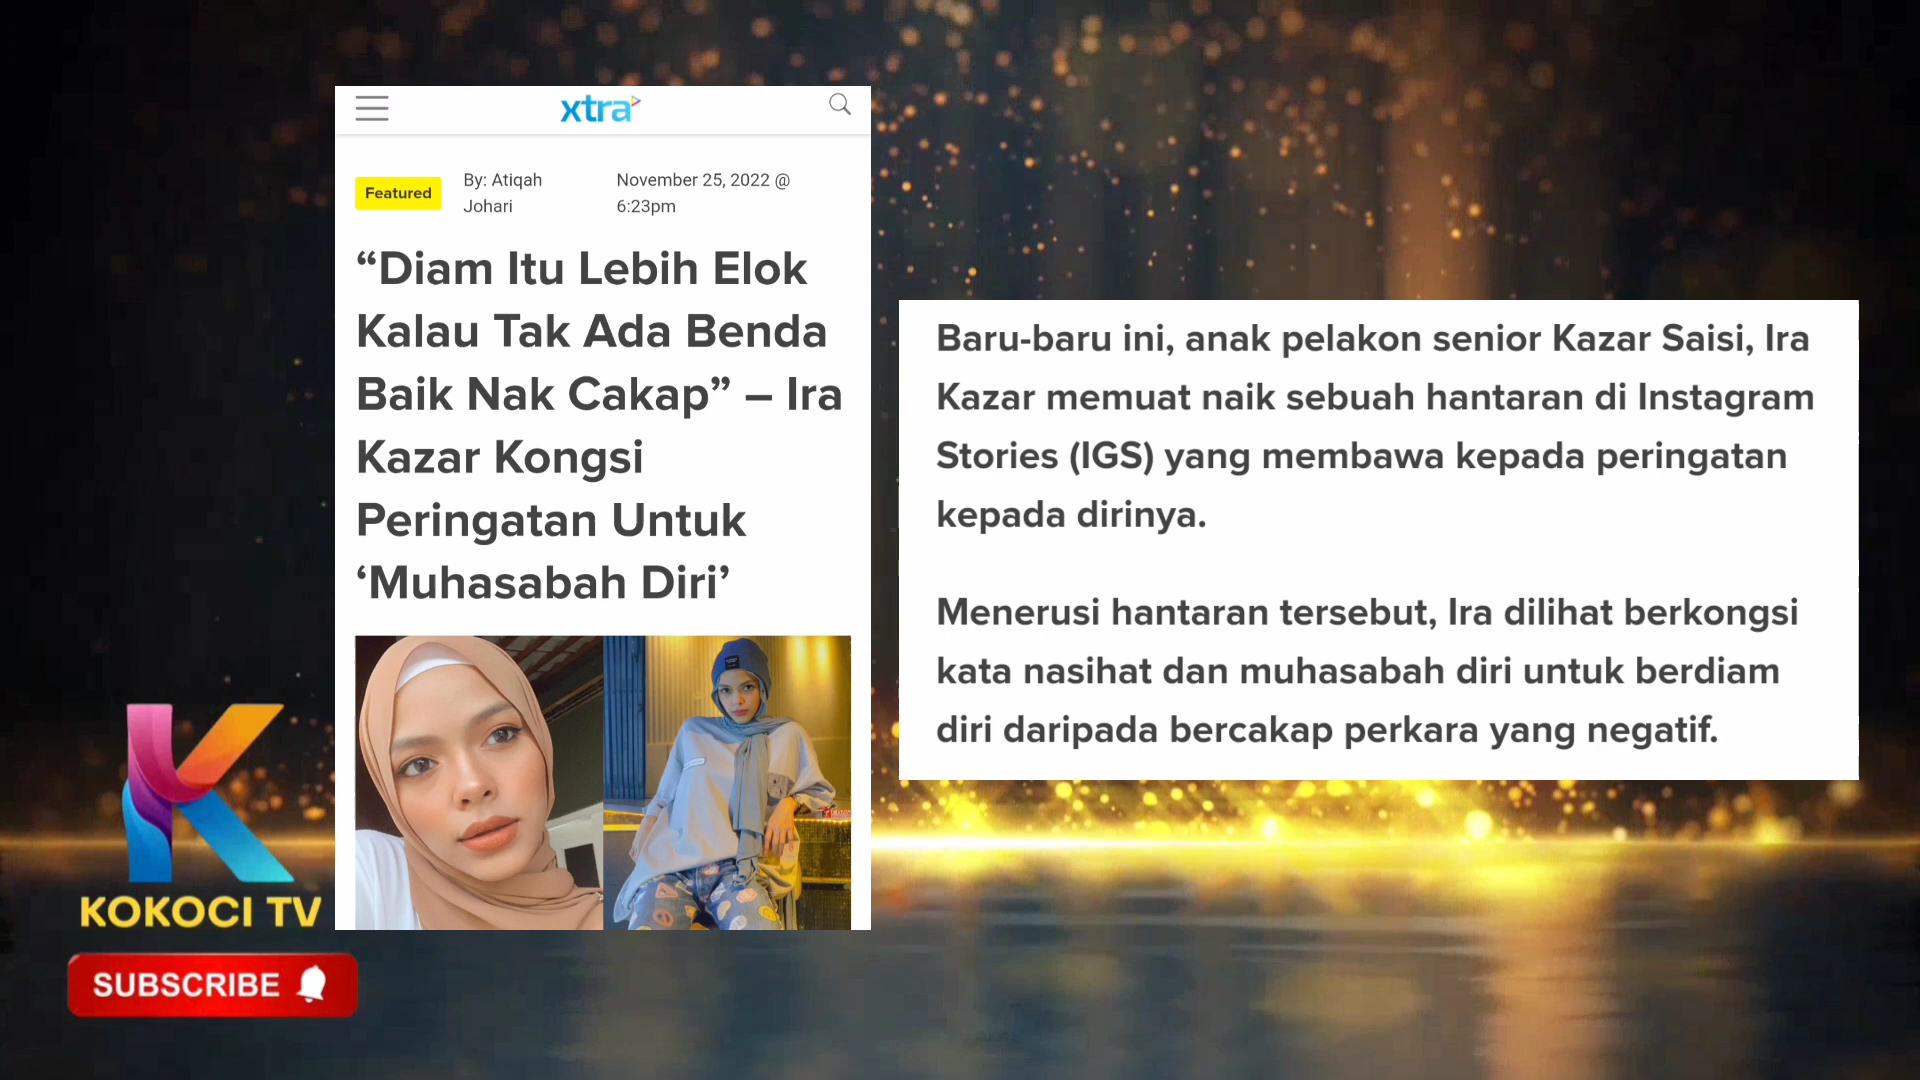 xtra
Featured
By: Atiqah
Johari
November 25, 2022 @
6:23pm
“Diam Itu Lebih Elok
Kalau Tak Ada Benda
Baik Nak Cakap” – Ira
Kazar Kongsi
Peringatan Untuk
‘Muhasabah Diri’
Baru-baru ini, anak pelakon senior Kazar Saisi, Ira
Kazar memuat naik sebuah hantaran di Instagram
Stories (IGS) yang membawa kepada peringatan
kepada dirinya.
Menerusi hantaran tersebut, Ira dilihat berkongsi
kata nasihat dan muhasabah diri untuk berdiam
diri daripada bercakap perkara yang negatif.
KOKOCI TV
SUBSCRIBE